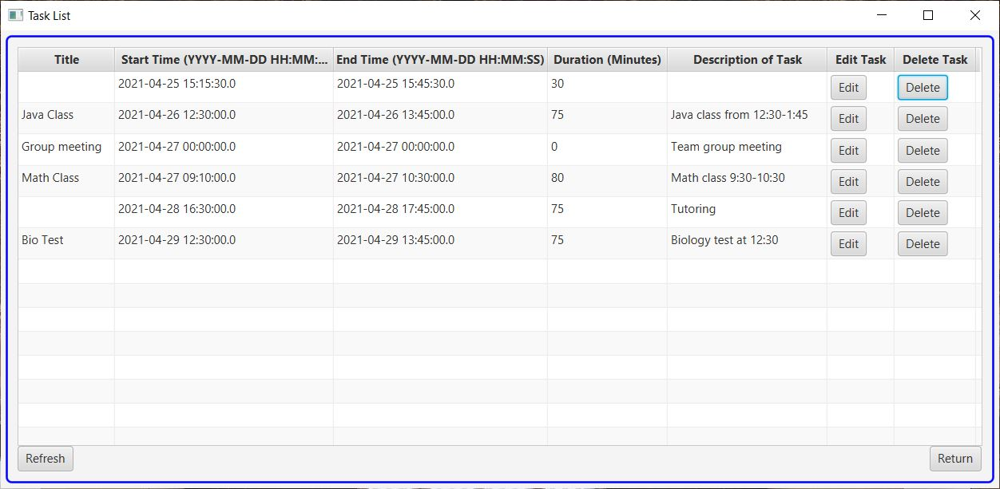 Task List
Title Start Time (YYYY-MM-DD HH:MM:... End Time (YYYY-MM-DD HH:MM:SS) Duration (Minutes) Description of Task Edit Task Delete Task
2021-04-25 15:15:30.0 2021-04-25 15:45:30.0 30 Edit Delete
Java Class 2021-04-26 12:30:00.0 2021-04-26 13:45:00.0 75 Java class from 12:30-1:45 Edit Delete
Group meeting 2021-04-27 00:00:00.0 2021-04-27 00:00:00.0 0 Team group meeting Edit Delete
Math Class 2021-04-27 09:10:00.0 2021-04-27 10:30:00.0 80 Math class 9:30-10:30 Edit Delete
2021-04-28 16:30:00.0 2021-04-28 17:45:00.0 75 Tutoring Edit Delete
Bio Test 2021-04-29 12:30:00.0 2021-04-29 13:45:00.0 75 Biology test at 12:30 Edit Delete
Refresh Return